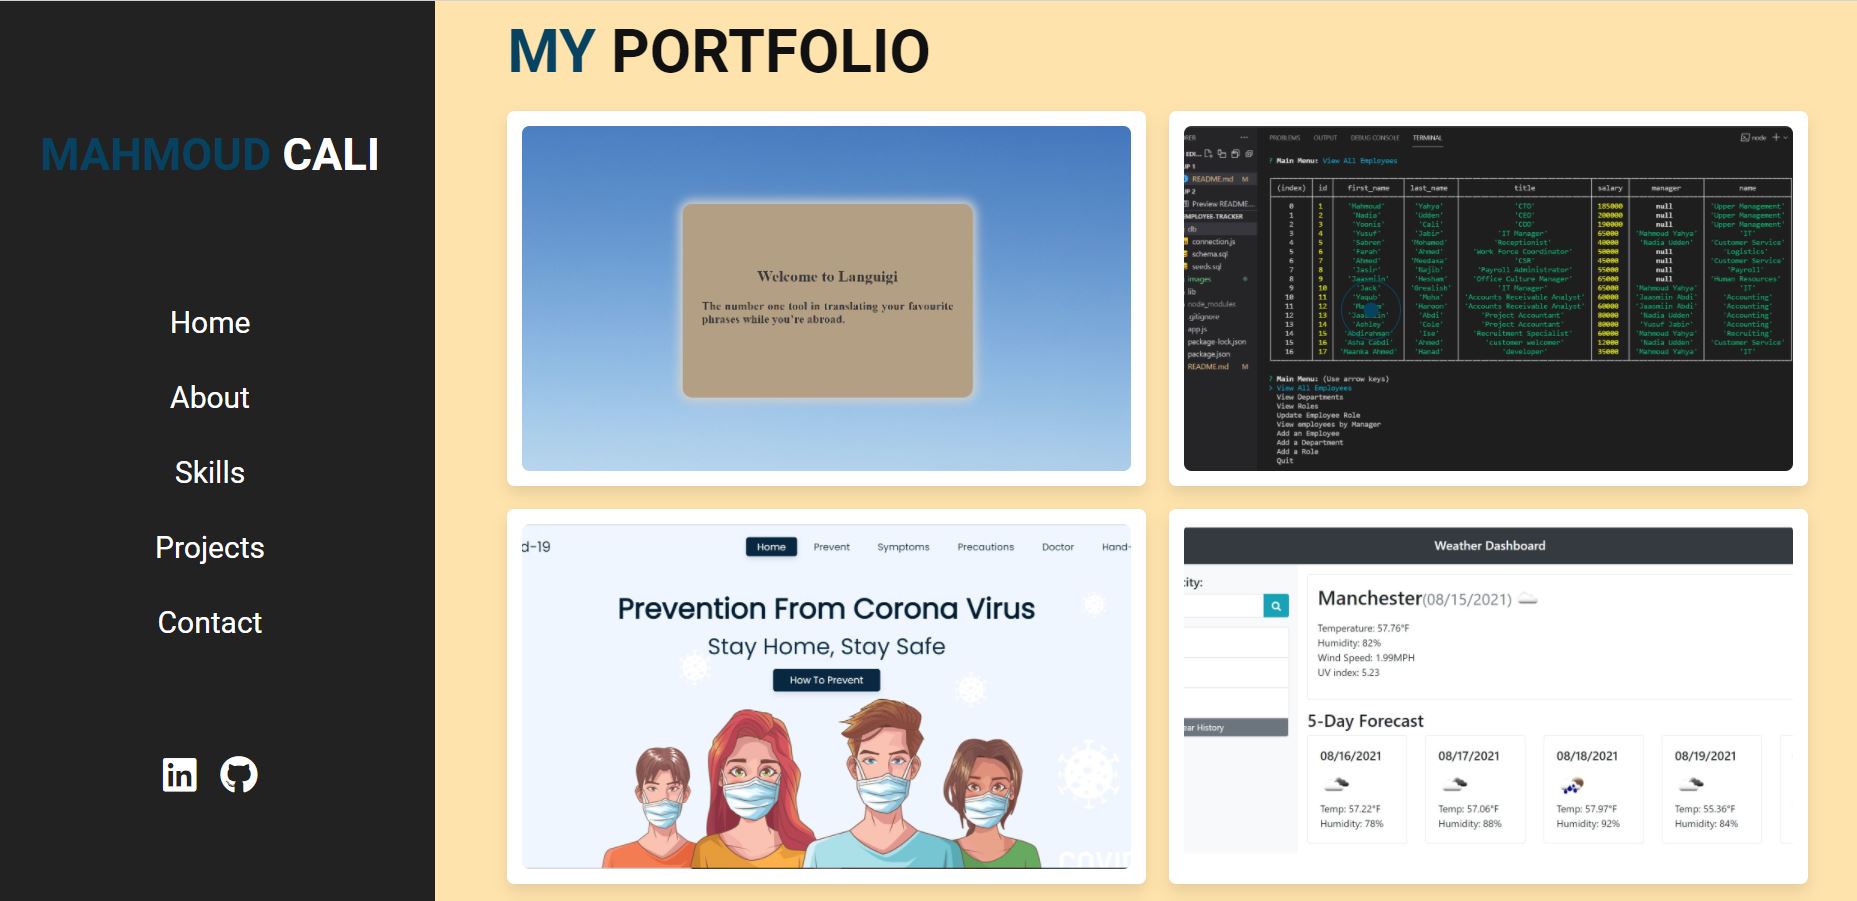 MAHMOUD CALI
Home
About
Skills
Projects
Contact
in
MY PORTFOLIO
Welcome to Languigi
The number one tool in translating your favourite
phrases while you're abroad.
PROBLEMS OUTPUT DEBUG CONSOLE TERMINAL
node
? Main Menu: View All Employees
README.md M
Preview README...
EMPLOYEE-TRACKER
db
connection.js
schema.sql
seeds.sql
images
lib
node_modules
.gitignore
app.js
package-lock.json
package.json
README.md M
(index) id first_name last_name title salary manager name
0 1 'Mahmoud' 'Yahya' 'CTO' 185000 null 'Upper Management'
1 2 'Nadia' 'Udden' 'CEO' 200000 null 'Upper Management'
2 3 'Yoonis' 'Cali' 'COO' 190000 null 'Upper Management'
3 4 'Yusuf' 'Jabir' 'IT Manager' 65000 'Mahmoud Yahya' 'IT'
4 5 'Sabren' 'Mohamed' 'Receptionist' 40000 'Nadia Udden' 'Customer Service'
5 6 'Farah' 'Ahmed' 'Work Force Coordinator' 50000 null 'Logistics'
6 7 'Ahmed' 'Meedaxa' 'CSR' 45000 null 'Customer Service'
7 8 'Jasir' 'Najib' 'Payroll Administrator' 55000 null 'Payroll'
8 9 'Jaasmiin' 'Hesham' 'Office Culture Manager' 65000 null 'Human Resources'
9 10 'Jack' 'Grealish' 'IT Manager' 65000 'Mahmoud Yahya' 'IT'
10 11 'Yaqub' 'Moha' 'Accounts Receivable Analyst' 60000 'Jaasmiin Abdi' 'Accounting'
11 12 'Haroon' 'Accounts Receivable Analyst' 60000 'Jaasmiin Abdi' 'Accounting'
12 13 'Abdi' 'Project Accountant' 80000 'Nadia Udden' 'Accounting'
13 14 'Ashley' 'Cole' 'Project Accountant' 80000 'Yusuf Jabir' 'Accounting'
14 15 'Abdirahman' 'Ise' 'Recruitment Specialist' 60000 'Mahmoud Yahya' 'Recruiting'
15 16 'Asha Cabdi' 'Ahmed' 'customer welcomer' 12000 'Nadia Udden' 'Customer Service'
16 17 'Maanka Ahmed' 'Hanad' 'developer' 35000 'Mahmoud Yahya' 'IT'
? Main Menu: (Use arrow keys)
> View All Employees
View Departments
View Roles
Update Employee Role
View employees by Manager
Add an Employee
Add a Department
Add a Role
Quit
d-19 Home Prevent Symptoms Precautions Doctor Hand-
Prevention From Corona Virus
Stay Home, Stay Safe
How To Prevent
COVID
Weather Dashboard
city:
ear History
Manchester(08/15/2021)
Temperature: 57.76°F
Humidity: 82%
Wind Speed: 1.99MPH
UV index: 5.23
5-Day Forecast
08/16/2021 08/17/2021 08/18/2021 08/19/2021
Temp: 57.22°F Temp: 57.06°F Temp: 57.97°F Temp: 55.36°F
Humidity: 78% Humidity: 88% Humidity: 92% Humidity: 84%